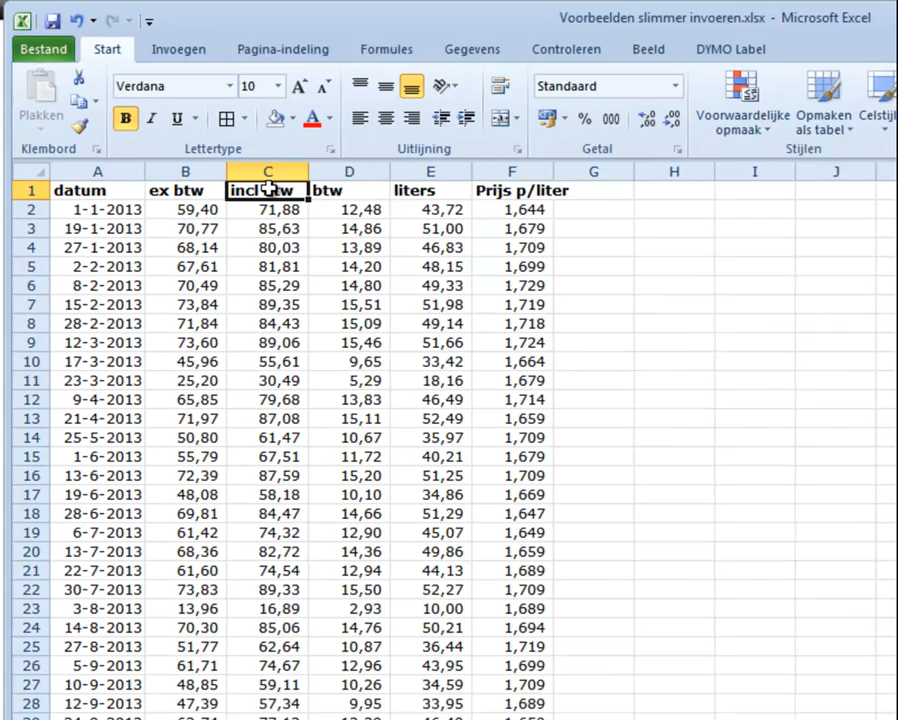 Voorbeelden slimmer invoeren.xlsx - Microsoft Excel
Bestand Start Invoegen Pagina-indeling Formules Gegevens Controleren Beeld DYMO Label
Verdana 10 Standaard
Plakken B I U % 000 Voorwaardelijke opmaak Opmaken als tabel
Klembord Lettertype Uitlijning Getal Stijlen
A B C D E F G H I J
1 datum ex btw incl btw btw liters Prijs p/liter
2 1-1-2013 59,40 71,88 12,48 43,72 1,644
3 19-1-2013 70,77 85,63 14,86 51,00 1,679
4 27-1-2013 68,14 80,03 13,89 46,83 1,709
5 2-2-2013 67,61 81,81 14,20 48,15 1,699
6 8-2-2013 70,49 85,29 14,80 49,33 1,729
7 15-2-2013 73,84 89,35 15,51 51,98 1,719
8 28-2-2013 71,84 84,43 15,09 49,14 1,718
9 12-3-2013 73,60 89,06 15,46 51,66 1,724
10 17-3-2013 45,96 55,61 9,65 33,42 1,664
11 23-3-2013 25,20 30,49 5,29 18,16 1,679
12 9-4-2013 65,85 79,68 13,83 46,49 1,714
13 21-4-2013 71,97 87,08 15,11 52,49 1,659
14 25-5-2013 50,80 61,47 10,67 35,97 1,709
15 1-6-2013 55,79 67,51 11,72 40,21 1,679
16 13-6-2013 72,39 87,59 15,20 51,25 1,709
17 19-6-2013 48,08 58,18 10,10 34,86 1,669
18 28-6-2013 69,81 84,47 14,66 51,29 1,647
19 6-7-2013 61,42 74,32 12,90 45,07 1,649
20 13-7-2013 68,36 82,72 14,36 49,86 1,659
21 22-7-2013 61,60 74,54 12,94 44,13 1,689
22 30-7-2013 73,83 89,33 15,50 52,27 1,709
23 3-8-2013 13,96 16,89 2,93 10,00 1,689
24 14-8-2013 70,30 85,06 14,76 50,21 1,694
25 27-8-2013 51,77 62,64 10,87 36,44 1,719
26 5-9-2013 61,71 74,67 12,96 43,95 1,699
27 10-9-2013 48,85 59,11 10,26 34,59 1,709
28 12-9-2013 47,39 57,34 9,95 33,95 1,689